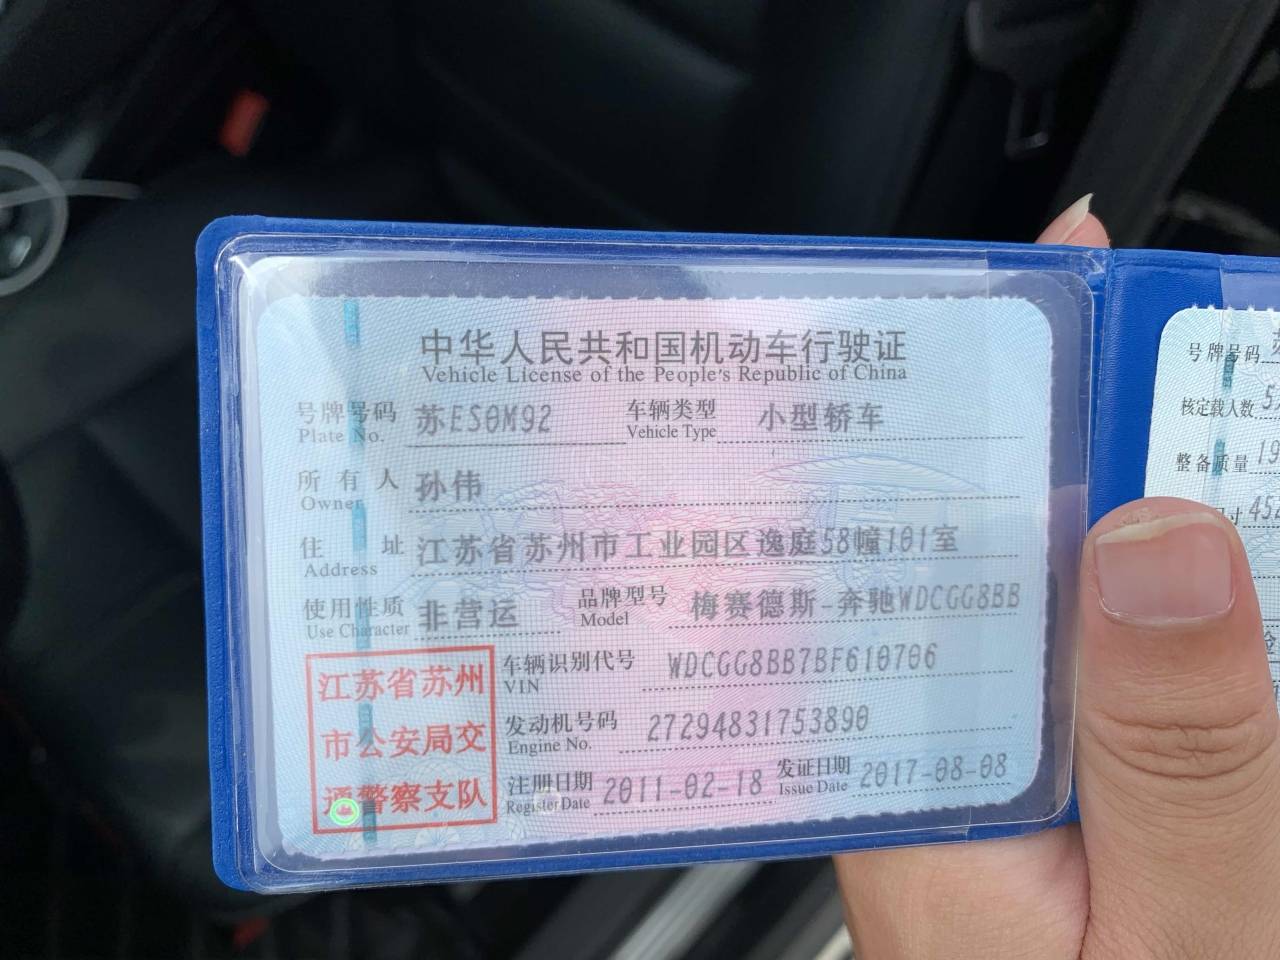 中华人民共和国机动车行驶证
Vehicle License of the People's Republic of China
号牌号码 苏ES0M92 车辆类型 小型轿车
Plate No. Vehicle Type
所有人 孙伟
Owner
住址 江苏省苏州市工业园区逸庭58幢101室
Address
使用性质 非营运 品牌型号 梅赛德斯-奔驰WDCGG8BB
Use Character Model
车辆识别代号 WDCGG8BB7BF610706
VIN
发动机号码 27294831753890
Engine No.
注册日期 2011-02-18 发证日期 2017-08-08
Register Date Issue Date
江苏省苏州
市公安局交
通警察支队
号牌号码
核定载人数 5
整备质量 19
寸 452